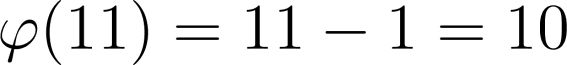 φ(11) = 11 − 1 = 10